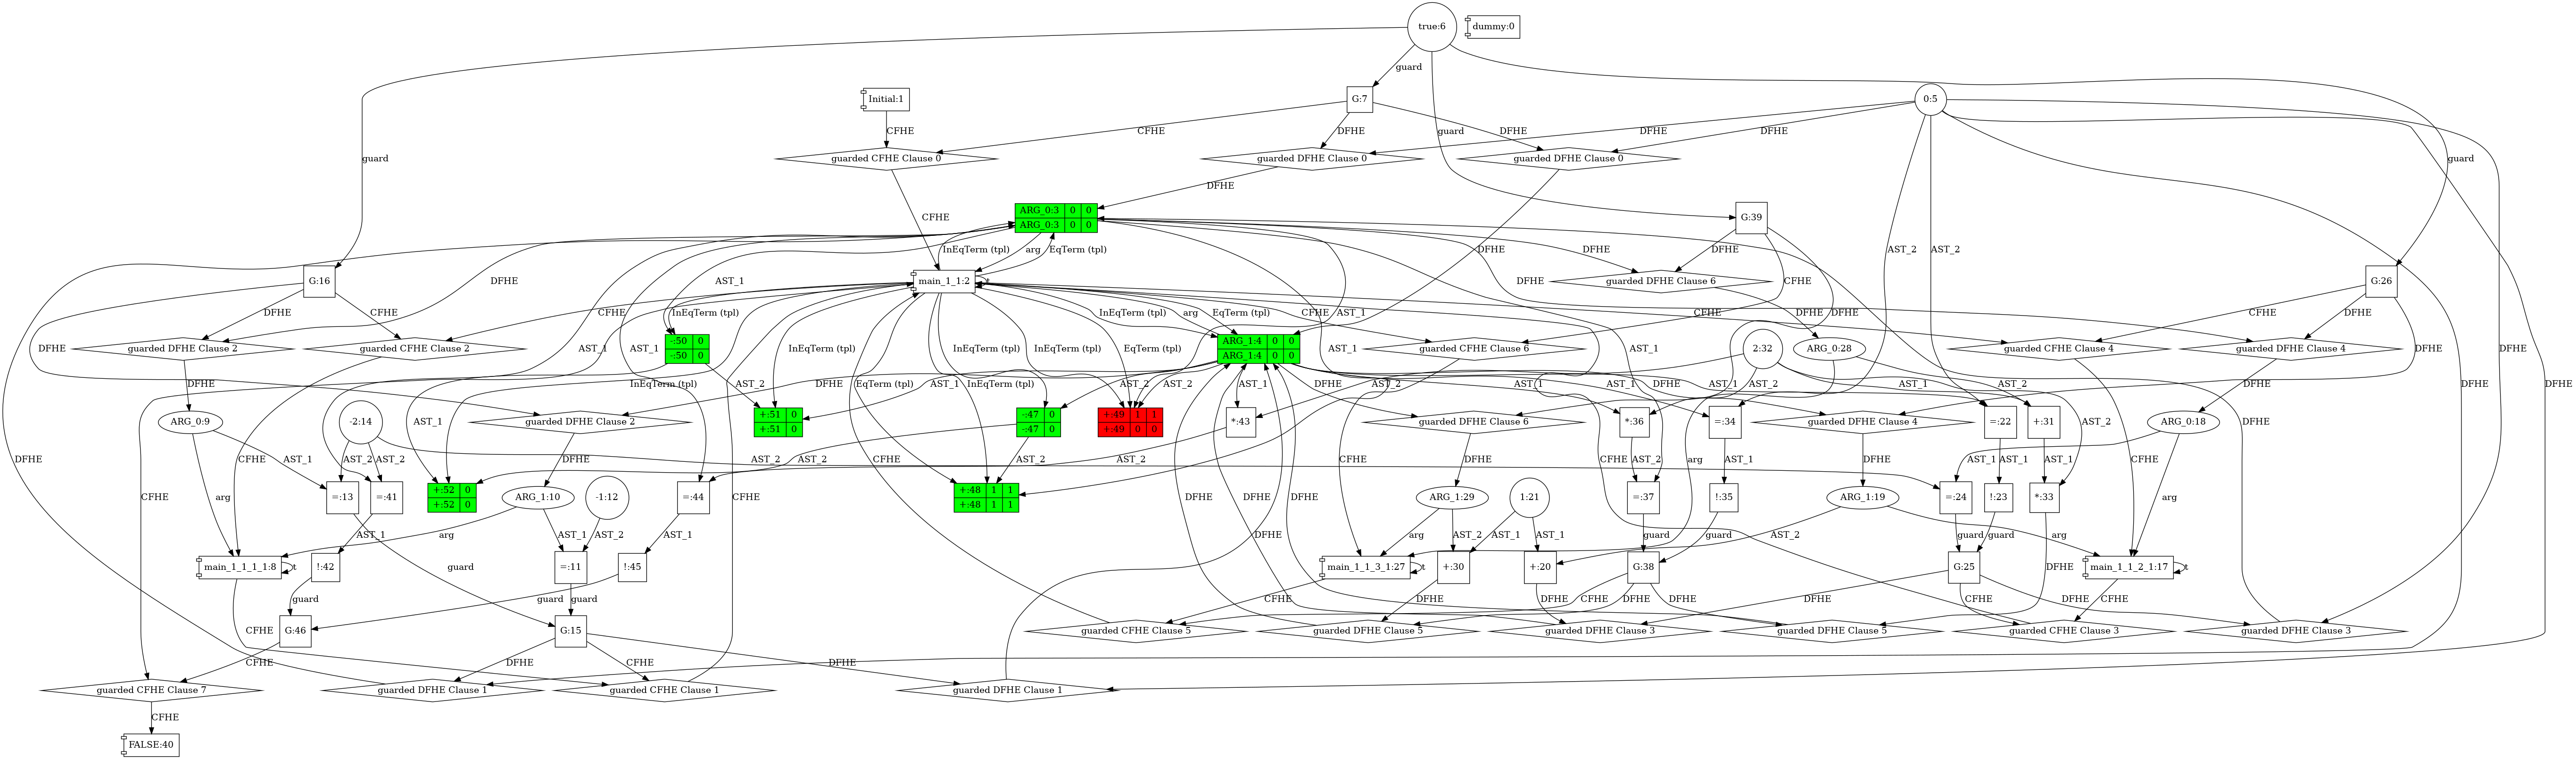 true:6
dummy:0
guard
Initial:1
G:7
0:5
CFHE
CFHE
DFHE
DFHE
DFHE
DFHE
guard
guard
guard
guarded CFHE Clause 0
guarded DFHE Clause 0
guarded DFHE Clause 0
DFHE
CFHE
ARG_0:3 0 0
ARG_0:3 0 0
G:39
InEqTerm (tpl)
arg
EqTerm (tpl)
DFHE
DFHE
DFHE
CFHE
AST_2
AST_2
G:16
AST_1
main_1_1:2
t
DFHE
guarded DFHE Clause 6
G:26
DFHE
DFHE
CFHE
CFHE
InEqTerm (tpl)
InEqTerm (tpl)
arg
EqTerm (tpl)
CFHE
DFHE
DFHE
CFHE
CFHE
DFHE
DFHE
guarded DFHE Clause 2
guarded CFHE Clause 2
-:50 0
-:50 0
ARG_1:4 0 0
ARG_1:4 0 0
guarded CFHE Clause 6
2:32
ARG_0:28
guarded CFHE Clause 4
guarded DFHE Clause 4
DFHE
AST_1
AST_1
InEqTerm (tpl)
InEqTerm (tpl)
InEqTerm (tpl)
EqTerm (tpl)
AST_1
AST_1
AST_1
DFHE
DFHE
InEqTerm (tpl)
AST_2
DFHE
AST_1
EqTerm (tpl)
InEqTerm (tpl)
AST_2
AST_2
AST_1
DFHE
AST_2
AST_1
AST_1
DFHE
AST_2
AST_1
AST_1
AST_2
DFHE
DFHE
DFHE
ARG_0:9
-2:14
guarded DFHE Clause 2
+:51 0
+:51 0
-:47 0
-:47 0
+:49 1 1
+:49 0 0
*:43
guarded DFHE Clause 6
*:36
=:34
guarded DFHE Clause 4
=:22
+:31
ARG_0:18
CFHE
AST_1
AST_2
AST_2
AST_1
AST_2
AST_2
DFHE
AST_2
AST_2
CFHE
DFHE
arg
AST_2
CFHE
AST_1
DFHE
AST_1
AST_1
AST_2
CFHE
AST_1
arg
CFHE
arg
=:13
=:41
+:52 0
+:52 0
ARG_1:10
-1:12
=:44
CFHE
+:48 1 1
+:48 1 1
ARG_1:29
1:21
=:37
!:35
ARG_1:19
=:24
!:23
*:33
AST_1
arg
AST_1
AST_2
AST_1
DFHE
DFHE
DFHE
DFHE
arg
AST_2
AST_1
AST_1
guard
guard
AST_2
guard
guard
arg
main_1_1_1_1:8
t
guard
!:42
=:11
!:45
main_1_1_3_1:27
t
+:30
+:20
G:38
G:25
main_1_1_2_1:17
t
CFHE
guard
guard
guard
CFHE
DFHE
DFHE
CFHE
DFHE
DFHE
DFHE
CFHE
CFHE
DFHE
DFHE
G:46
G:15
guarded CFHE Clause 5
guarded DFHE Clause 5
guarded DFHE Clause 3
guarded DFHE Clause 5
guarded CFHE Clause 3
guarded DFHE Clause 3
CFHE
DFHE
CFHE
DFHE
guarded CFHE Clause 7
guarded DFHE Clause 1
guarded CFHE Clause 1
guarded DFHE Clause 1
CFHE
FALSE:40